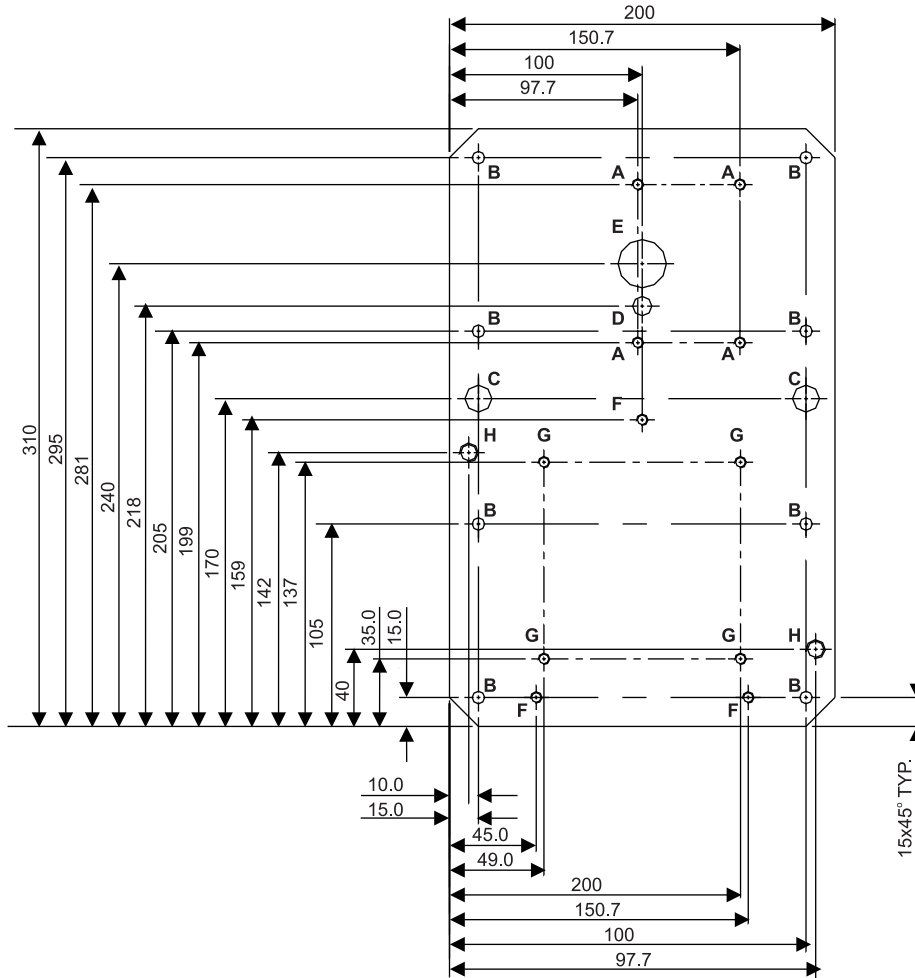 200
150.7
100
97.7
B A A B
E
D
B B
A A
C C
F
H G G
B B
G G H
B B
F F
310
295
281
240
218
205
199
170
159
142
137
105
40
35.0
15.0
10.0
15.0
45.0
49.0
200
150.7
100
97.7
15x45° TYP.